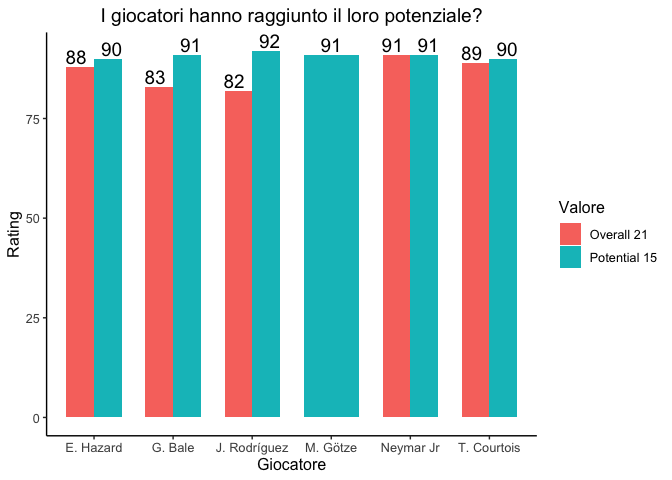 I giocatori hanno raggiunto il loro potenziale?
88 90 83 91 82 92 91 91 91 89 90
75
50
25
0
Rating
E. Hazard G. Bale J. Rodríguez M. Götze Neymar Jr T. Courtois
Giocatore
Valore
Overall 21
Potential 15